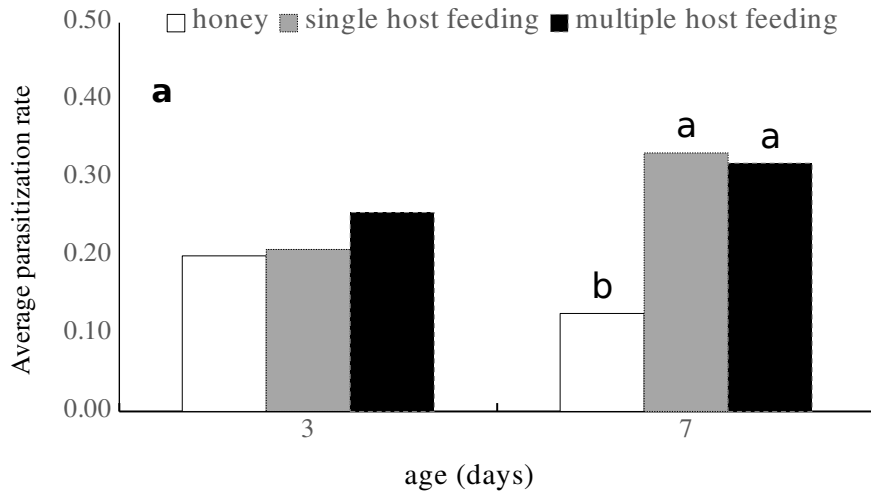 0.50
honey single host feeding multiple host feeding
0.40
a
0.30
0.20
0.10
0.00
Average parasitization rate
a
a
b
3
7
age (days)